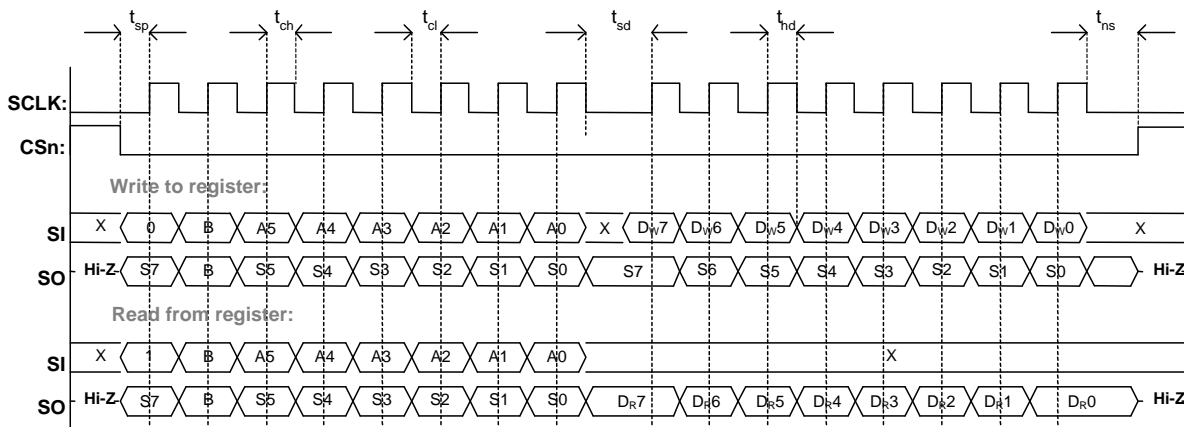 tsp tch tcl tsd thd tns
SCLK:
CSn:
Write to register:
SI X 0 B A5 A4 A3 A2 A1 A0 X DW7 DW6 DW5 DW4 DW3 DW2 DW1 DW0 X
SO Hi-Z S7 B S5 S4 S3 S2 S1 S0 S7 S6 S5 S4 S3 S2 S1 S0 Hi-Z
Read from register:
SI X 1 B A5 A4 A3 A2 A1 A0 X
SO Hi-Z S7 B S5 S4 S3 S2 S1 S0 DR7 DR6 DR5 DR4 DR3 DR2 DR1 DR0 Hi-Z